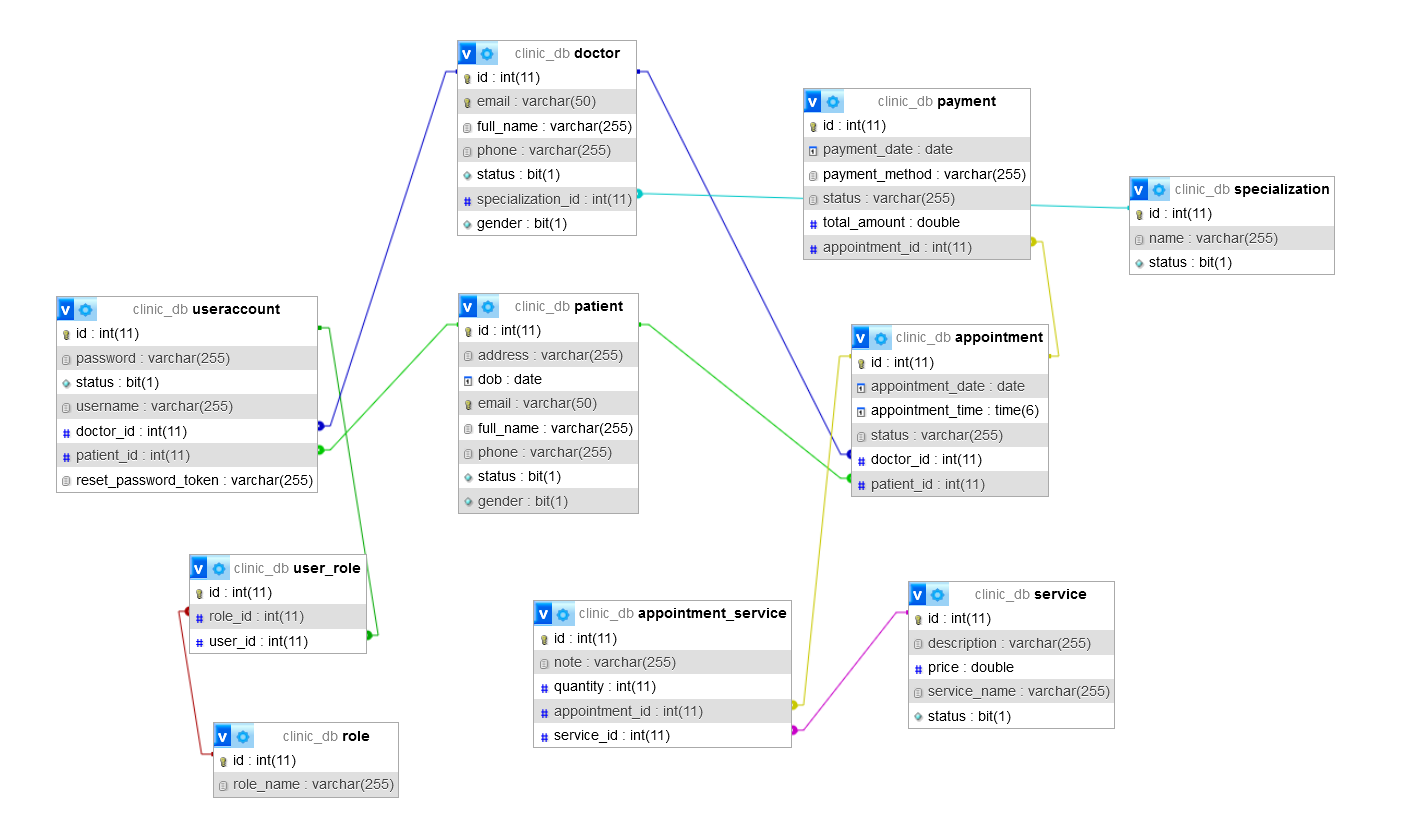 clinic_db doctor
id : int(11)
email : varchar(50)
full_name : varchar(255)
phone : varchar(255)
status : bit(1)
specialization_id : int(11)
gender : bit(1)
clinic_db payment
id : int(11)
payment_date : date
payment_method : varchar(255)
status : varchar(255)
total_amount : double
appointment_id : int(11)
clinic_db specialization
id : int(11)
name : varchar(255)
status : bit(1)
clinic_db useraccount
id : int(11)
password : varchar(255)
status : bit(1)
username : varchar(255)
doctor_id : int(11)
patient_id : int(11)
reset_password_token : varchar(255)
clinic_db patient
id : int(11)
address : varchar(255)
dob : date
email : varchar(50)
full_name : varchar(255)
phone : varchar(255)
status : bit(1)
gender : bit(1)
clinic_db appointment
id : int(11)
appointment_date : date
appointment_time : time(6)
status : varchar(255)
doctor_id : int(11)
patient_id : int(11)
clinic_db user_role
id : int(11)
role_id : int(11)
user_id : int(11)
clinic_db appointment_service
id : int(11)
note : varchar(255)
quantity : int(11)
appointment_id : int(11)
service_id : int(11)
clinic_db service
id : int(11)
description : varchar(255)
price : double
service_name : varchar(255)
status : bit(1)
clinic_db role
id : int(11)
role_name : varchar(255)